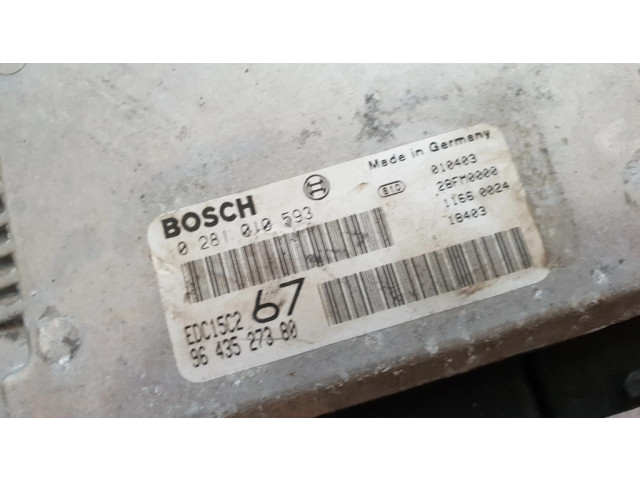 BOSCH
Made in Germany
0 281 010 593
e1D
010403
28FM0000
1166 0024
18403
EDC15C2
67
96 435 273 80